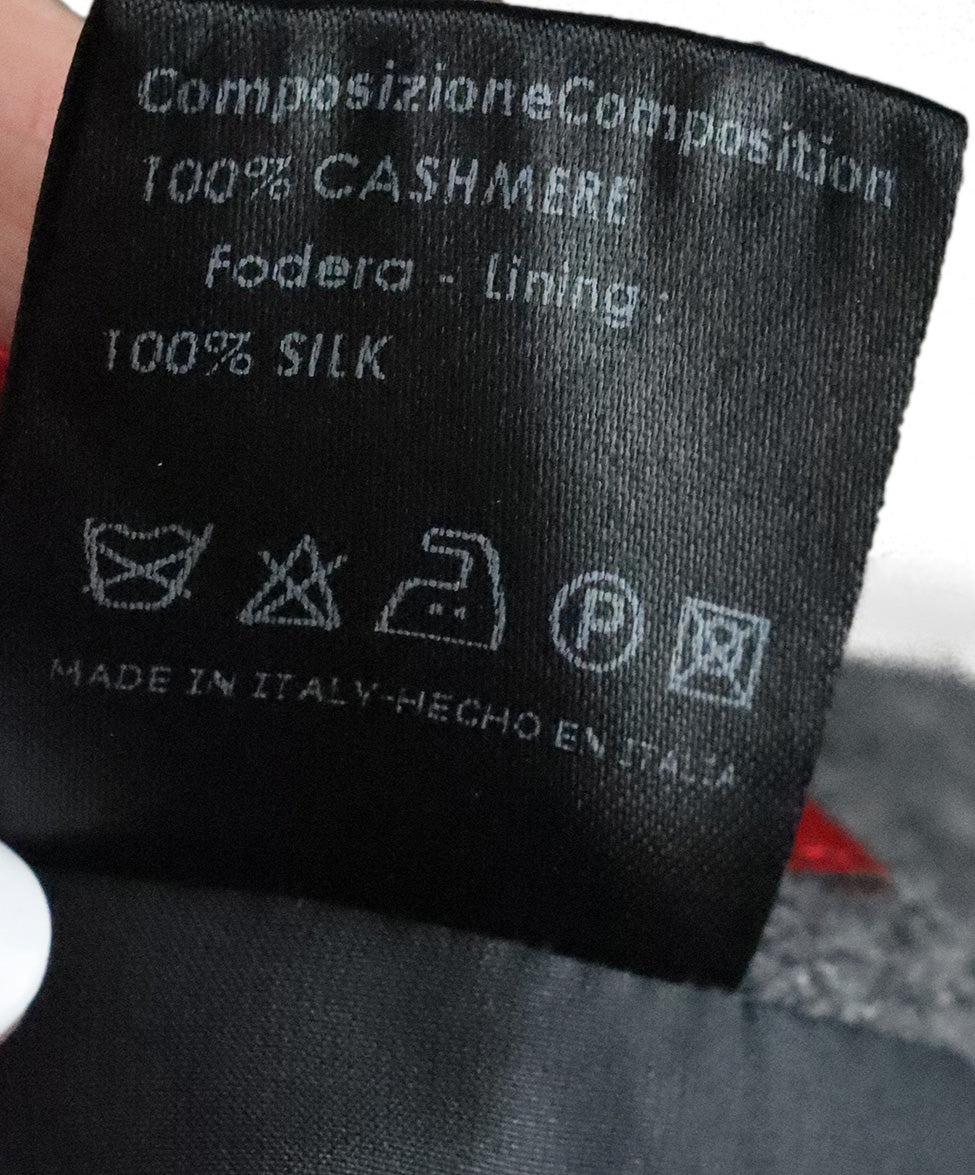 ComposizioneComposition
100% CASHMERE
Fodera - Lining :
100% SILK
P
MADE IN ITALY-HECHO EN ITALIA